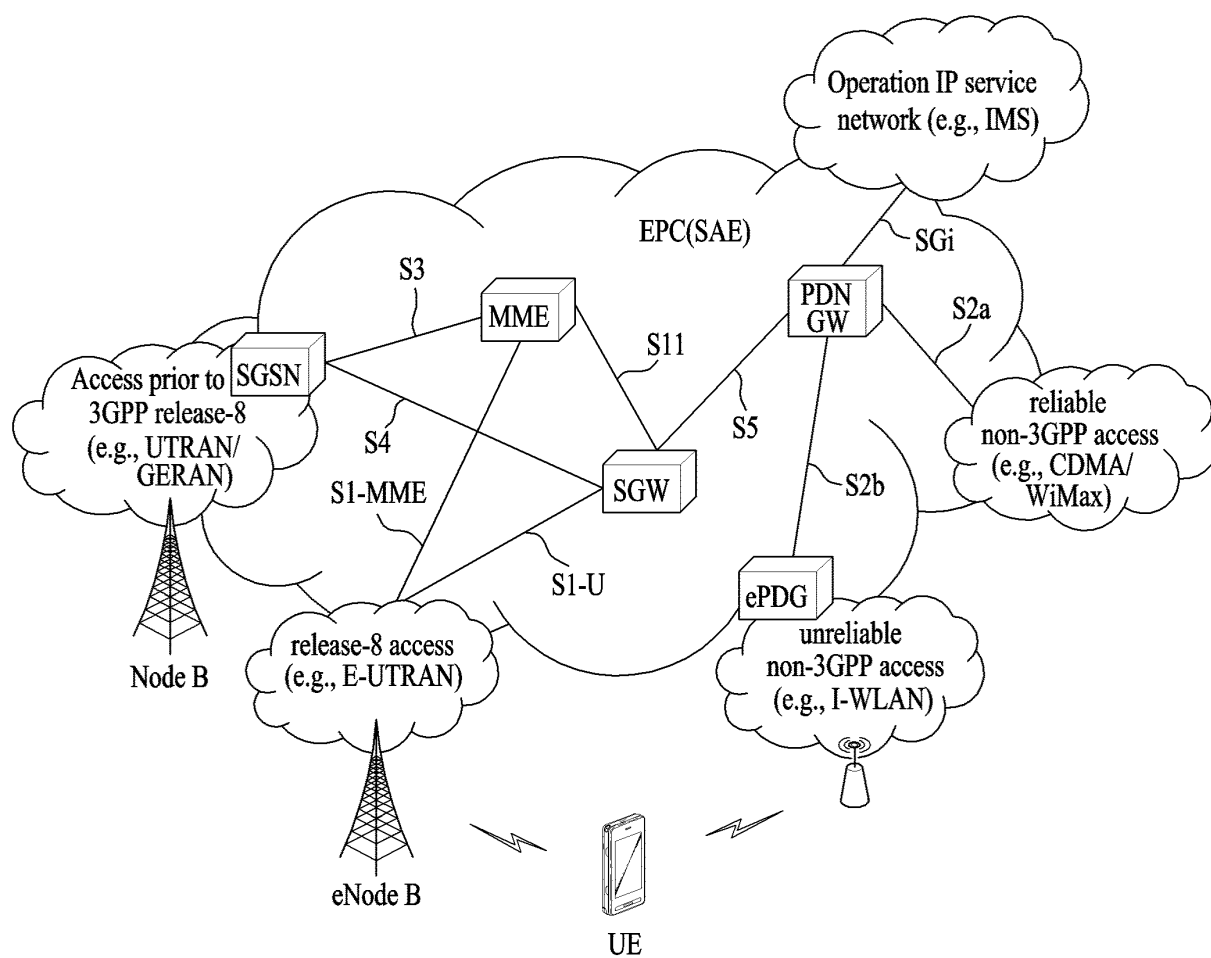 Operation IP service
network (e.g., IMS)
EPC(SAE)
SGi
S3
MME
PDN
GW
S2a
S11
SGSN
Access prior to
3GPP release-8
(e.g., UTRAN/
GERAN)
S4
S5
reliable
non-3GPP access
(e.g., CDMA/
WiMax)
S1-MME
SGW
S2b
S1-U
ePDG
Node B
release-8 access
(e.g., E-UTRAN)
unreliable
non-3GPP access
(e.g., I-WLAN)
eNode B
UE